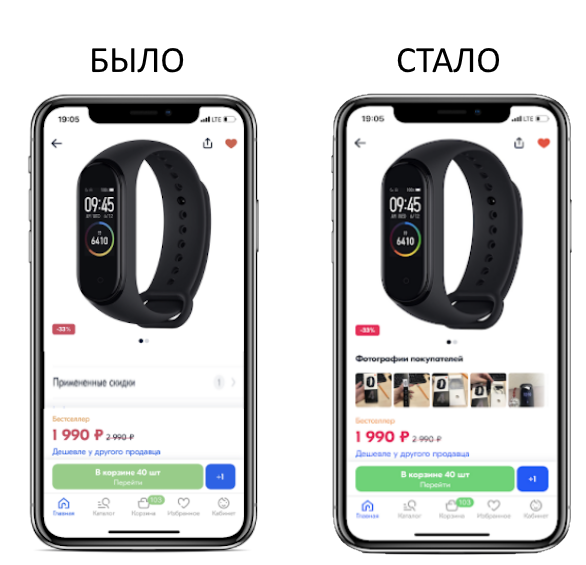 БЫЛО
СТАЛО
19:05
LTE
09:45
6410
-33%
Примененные скидки
1
Бестселлер
1 990 ₽ 2 990 ₽
Дешевле у другого продавца
В корзине 40 шт
Перейти
+1
103
Главная
Каталог
Корзина
Избранное
Кабинет
19:05
LTE
09:45
6410
-33%
Фотографии покупателей
Бестселлер
1 990 ₽ 2 990 ₽
Дешевле у другого продавца
В корзине 40 шт
Перейти
+1
103
Главная
Каталог
Корзина
Избранное
Кабинет